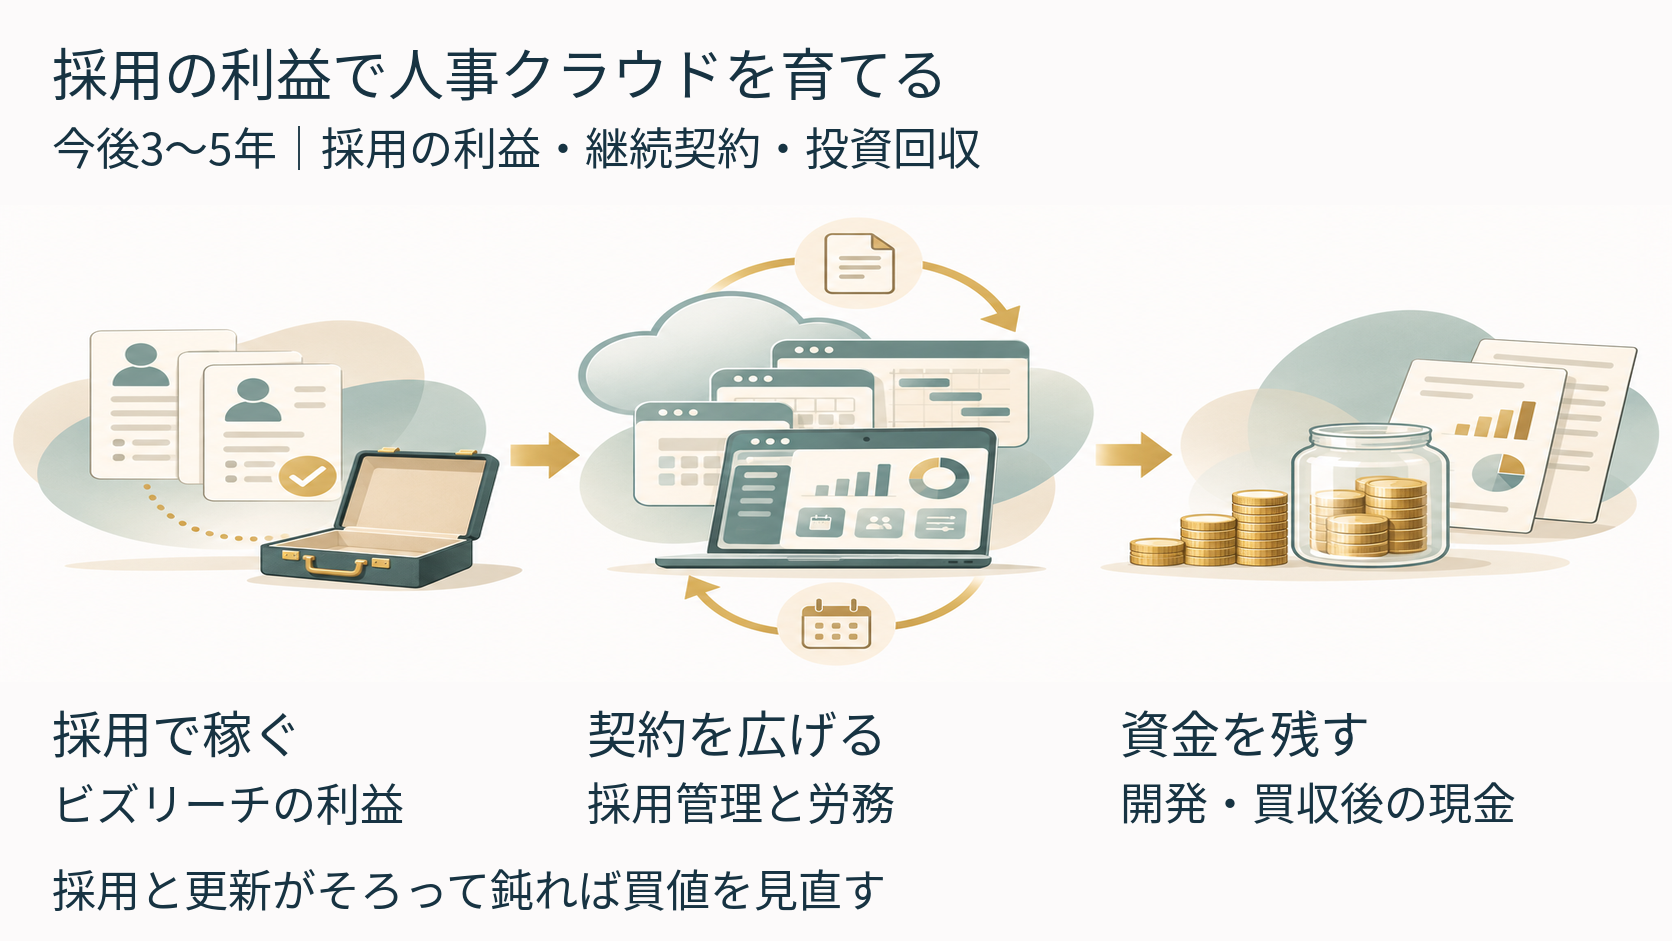 採用の利益で人事クラウドを育てる
今後3〜5年｜採用の利益・継続契約・投資回収
採用で稼ぐ
ビズリーチの利益
契約を広げる
採用管理と労務
資金を残す
開発・買収後の現金
採用と更新がそろって鈍れば買値を見直す